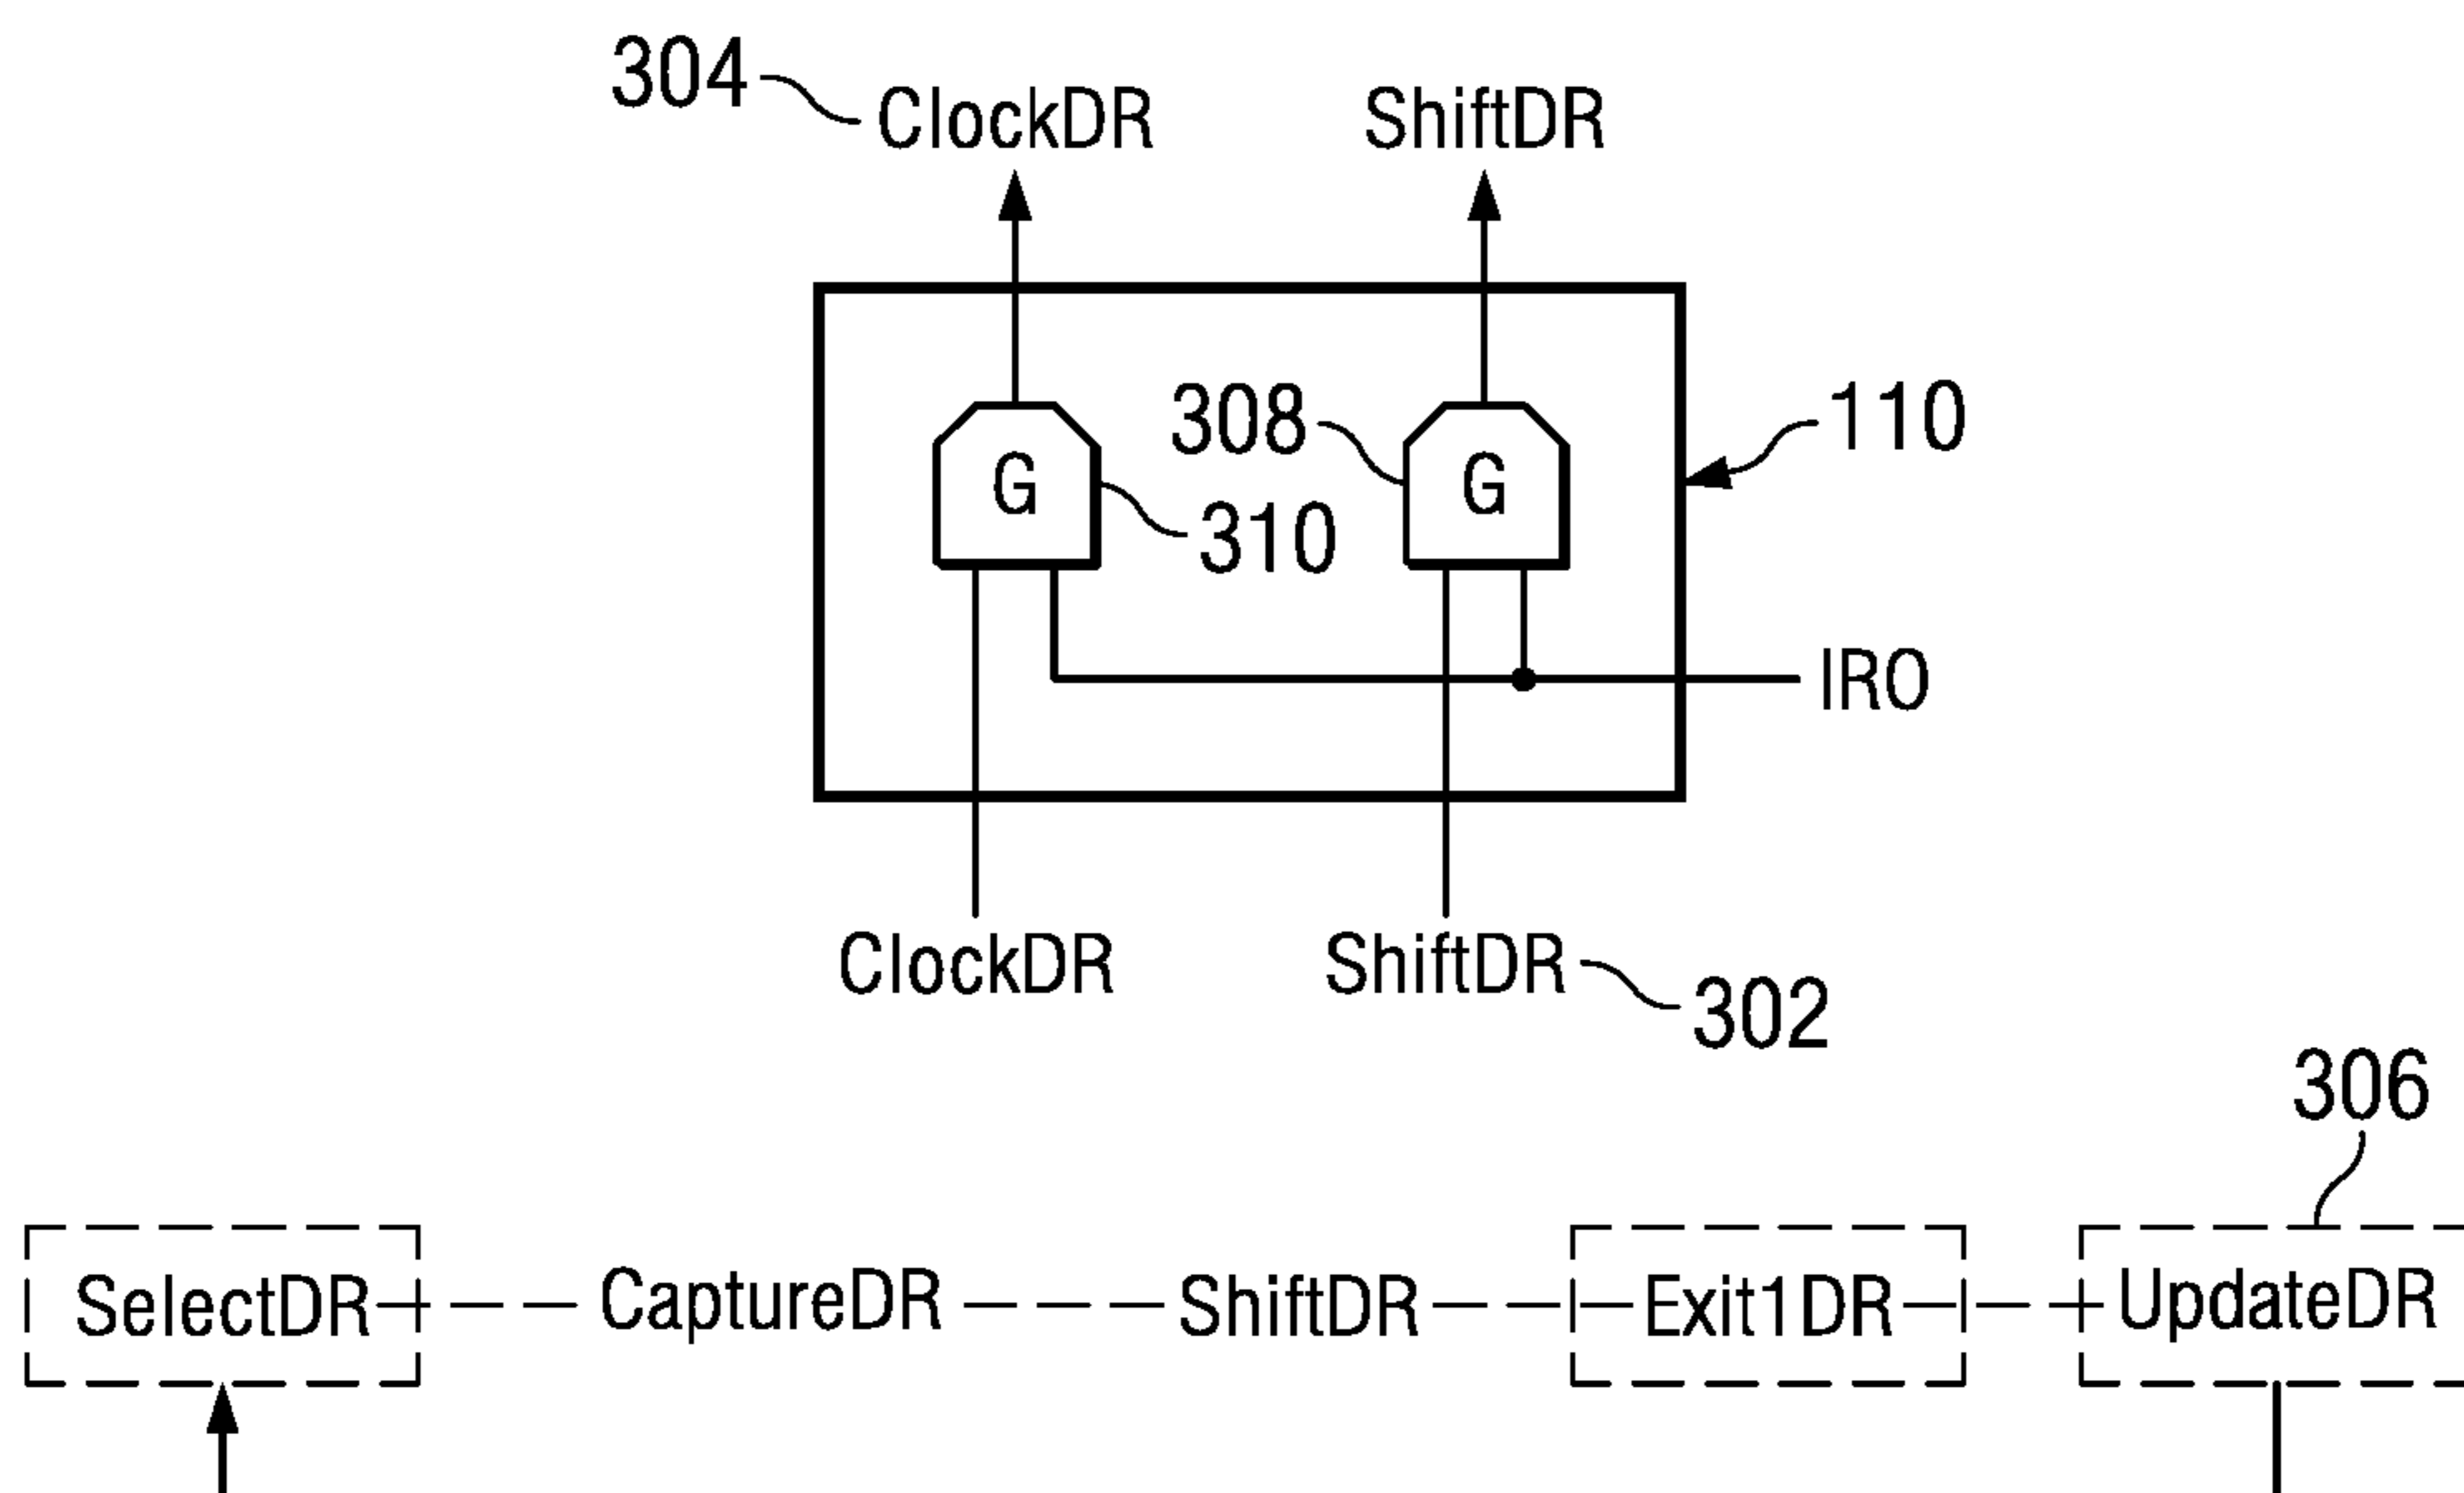 304
ClockDR
ShiftDR
308
110
G
G
310
IRO
ClockDR
ShiftDR
302
306
SelectDR
CaptureDR
ShiftDR
Exit1DR
UpdateDR